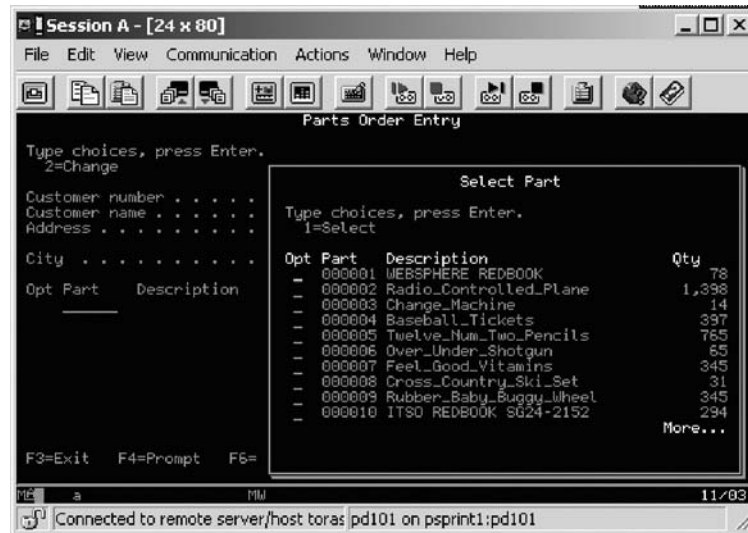 Session A - [24 x 80]
File Edit View Communication Actions Window Help
Parts Order Entry
Type choices, press Enter.
2=Change
Customer number . . . . .
Customer name . . . . . .
Address . . . . . . . . .
City . . . . . . . . . .
Opt Part Description
Select Part
Type choices, press Enter.
1=Select
Opt Part Description Qty
000001 WEBSPHERE REDBOOK 78
000002 Radio_Controlled_Plane 1,398
000003 Change_Machine 14
000004 Baseball_Tickets 397
000005 Twelve_Num_Two_Pencils 765
000006 Over_Under_Shotgun 65
000007 Feel_Good_Vitamins 345
000008 Cross_Country_Ski_Set 31
000009 Rubber_Baby_Buggy_Wheel 345
000010 ITSO REDBOOK SG24-2152 294
More...
F3=Exit F4=Prompt F6=
a MW 11/03
Connected to remote server/host toras pd101 on psprint1:pd101